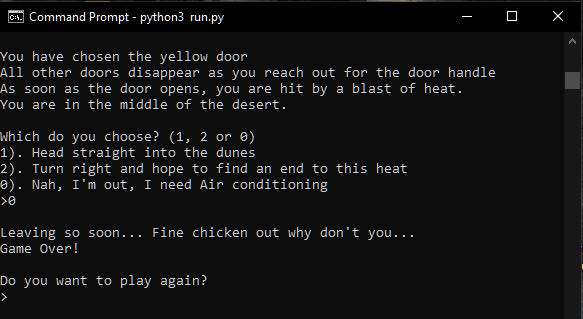 Command Prompt - python3 run.py
You have chosen the yellow door
All other doors disappear as you reach out for the door handle
As soon as the door opens, you are hit by a blast of heat.
You are in the middle of the desert.
Which do you choose? (1, 2 or 0)
1). Head straight into the dunes
2). Turn right and hope to find an end to this heat
0). Nah, I'm out, I need Air conditioning
>0
Leaving so soon... Fine chicken out why don't you...
Game Over!
Do you want to play again?
>